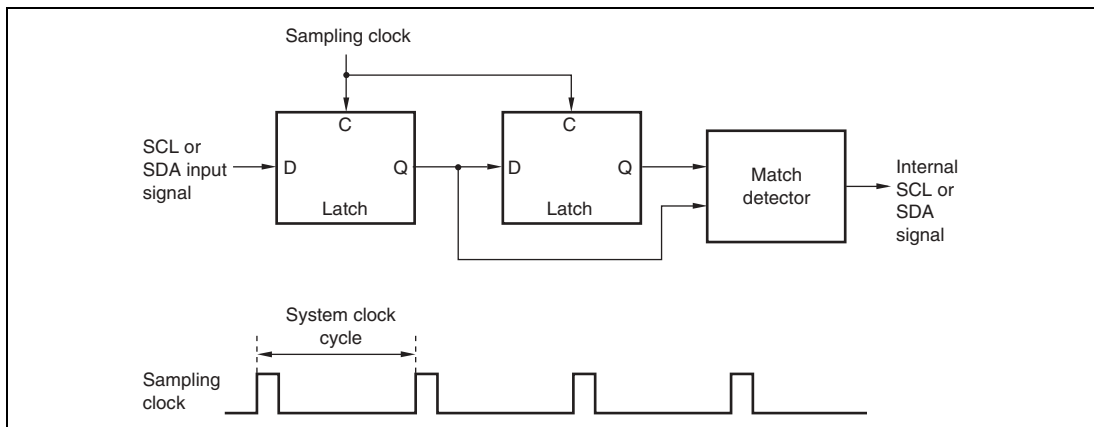 Sampling clock
C
C
SCL or
SDA input
signal
D
Q
D
Q
Latch
Latch
Match
detector
Internal
SCL or
SDA
signal
System clock
cycle
Sampling
clock